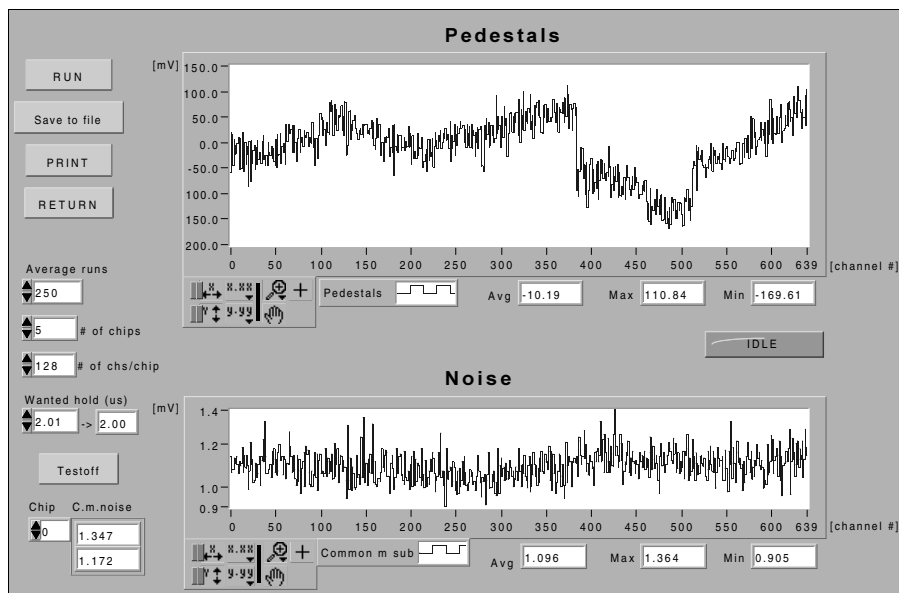 Pedestals
RUN
Save to file
PRINT
RETURN
[mV]
150.0
100.0
50.0
0.0
-50.0
100.0
150.0
200.0
0 50 100 150 200 250 300 350 400 450 500 550 600 639 [channel #]
X.XX
Y.YY
Pedestals
Avg -10.19 Max 110.84 Min -169.61
Average runs
250
5 # of chips
128 # of chs/chip
IDLE
Wanted hold (us)
2.01 -> 2.00
Testoff
Chip C.m.noise
0 1.347
1.172
Noise
[mV]
1.4
1.2
1.0
0.9
0 50 100 150 200 250 300 350 400 450 500 550 600 639 [channel #]
X.XX
Y.YY
Common m sub
Avg 1.096 Max 1.364 Min 0.905